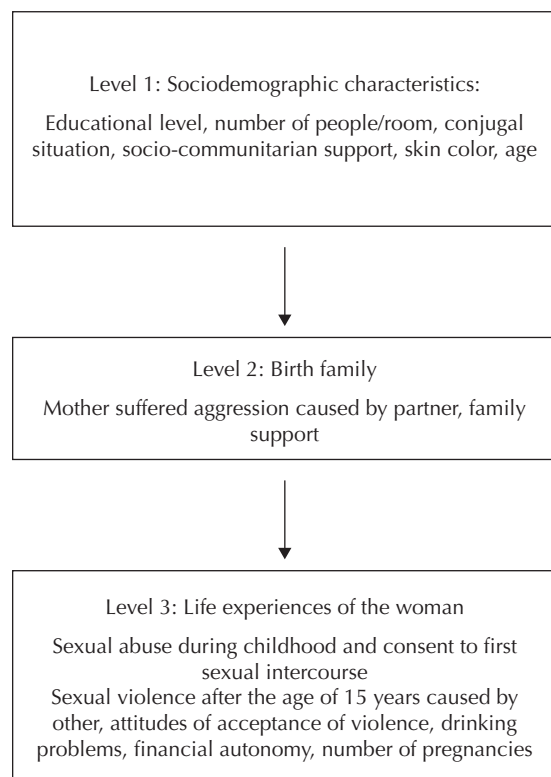 Level 1: Sociodemographic characteristics:
Educational level, number of people/room, conjugal
situation, socio-communitarian support, skin color, age
Level 2: Birth family
Mother suffered aggression caused by partner, family
support
Level 3: Life experiences of the woman
Sexual abuse during childhood and consent to first
sexual intercourse
Sexual violence after the age of 15 years caused by
other, attitudes of acceptance of violence, drinking
problems, financial autonomy, number of pregnancies